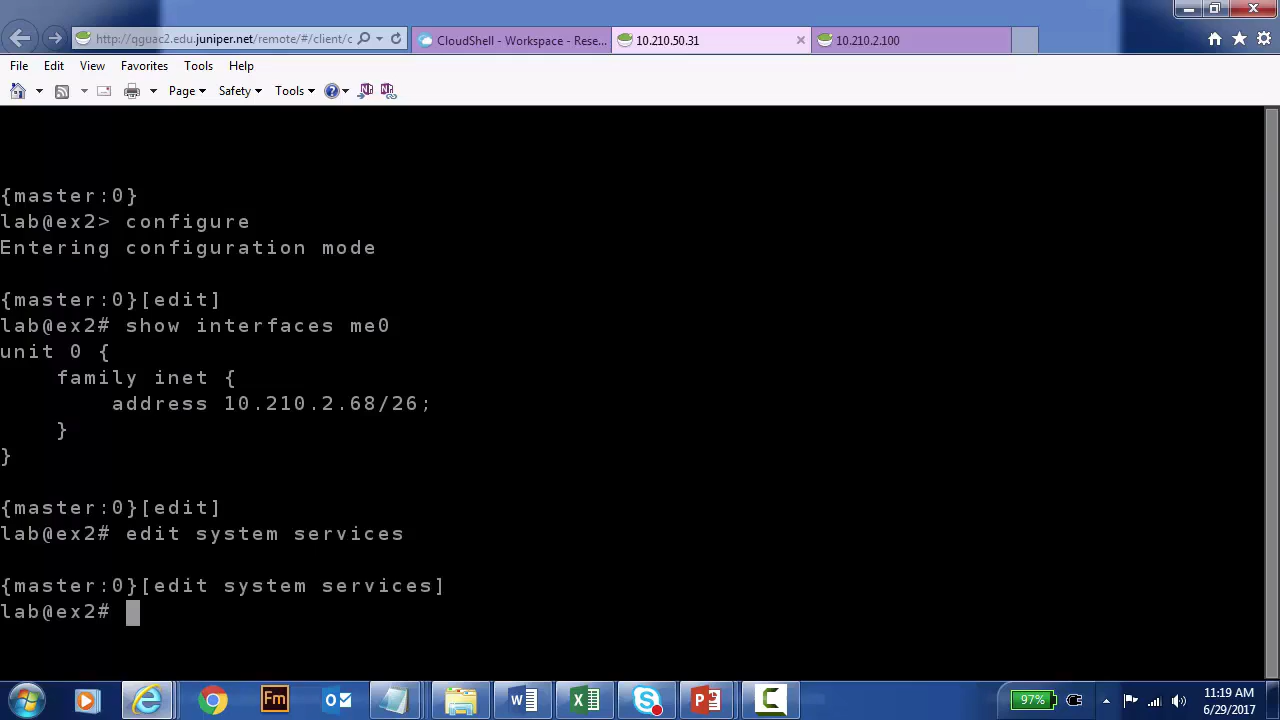 http://qguac2.edu.juniper.net/remote/#/client/c
CloudShell - Workspace - Rese...
10.210.50.31
10.210.2.100
File Edit View Favorites Tools Help
Page Safety Tools
{master:0}
lab@ex2> configure
Entering configuration mode
{master:0}[edit]
lab@ex2# show interfaces me0
unit 0 {
    family inet {
        address 10.210.2.68/26;
    }
}
{master:0}[edit]
lab@ex2# edit system services
{master:0}[edit system services]
lab@ex2#
Fm
97%
11:19 AM
6/29/2017